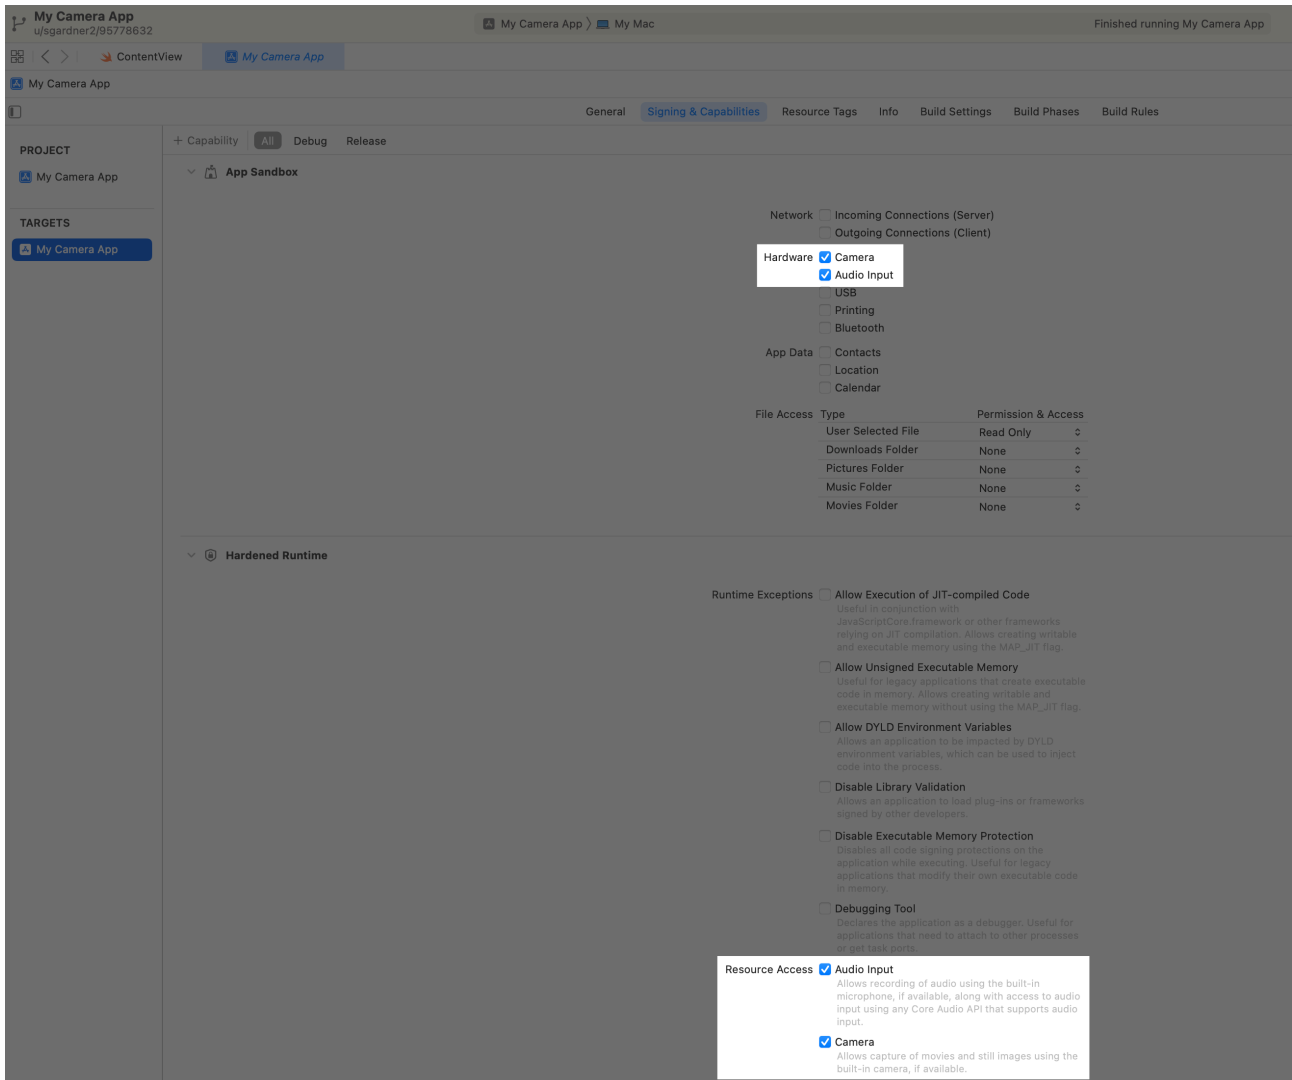 My Camera App
u/sgardner2/95778632
My Camera App 〉 My Mac
Finished running My Camera App
ContentView
My Camera App
My Camera App
General Signing & Capabilities Resource Tags Info Build Settings Build Phases Build Rules
PROJECT
My Camera App
TARGETS
My Camera App
+ Capability All Debug Release
App Sandbox
Network Incoming Connections (Server)
Outgoing Connections (Client)
Hardware Camera
Audio Input
USB
Printing
Bluetooth
App Data Contacts
Location
Calendar
File Access Type Permission & Access
User Selected File Read Only
Downloads Folder None
Pictures Folder None
Music Folder None
Movies Folder None
Hardened Runtime
Runtime Exceptions Allow Execution of JIT-compiled Code
Useful in conjunction with
JavaScriptCore framework or other frameworks
relying on JIT compilation. Allows creating writable
and executable memory using the MAP_JIT flag.
Allow Unsigned Executable Memory
Useful for legacy applications that create executable
code in memory. Allows creating writable and
executable memory without using the MAP_JIT flag.
Allow DYLD Environment Variables
Allows an application to be impacted by DYLD
environment variables, which can be used to inject
code into the process.
Disable Library Validation
Allows an application to load plug-ins or frameworks
signed by other developers.
Disable Executable Memory Protection
Disables all code signing protections on the
application while executing. Useful for legacy
applications that modify their own executable code
in memory.
Debugging Tool
Declares the application as a debugger. Useful for
applications that need to attach to other processes
or get task ports.
Resource Access Audio Input
Allows recording of audio using the built-in
microphone, if available, along with access to audio
input using any Core Audio API that supports audio
input.
Camera
Allows capture of movies and still images using the
built-in camera, if available.